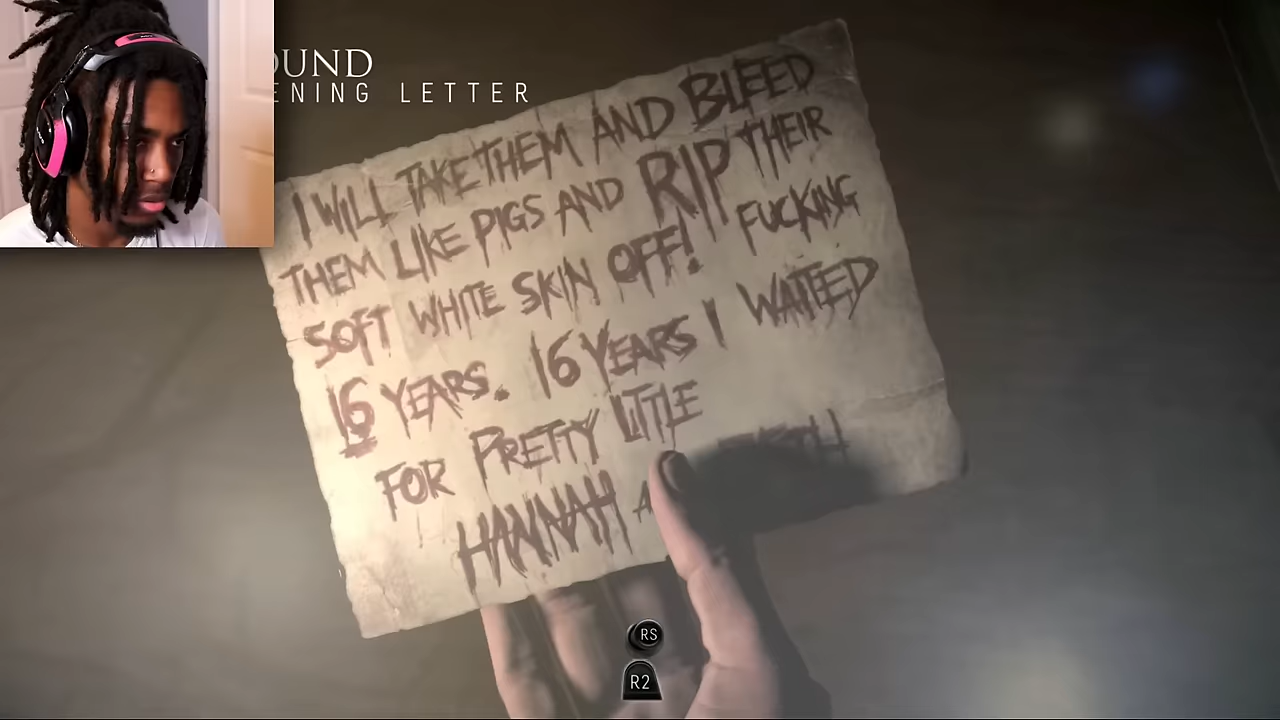 OUND
ENING LETTER
I WILL TAKE THEM AND BLEED
THEM LIKE PIGS AND RIP THEIR
SOFT WHITE SKIN OFF! FUCKING
16 YEARS. 16 YEARS I WAITED
FOR PRETTY LITTLE
HANNAH
RS
R2